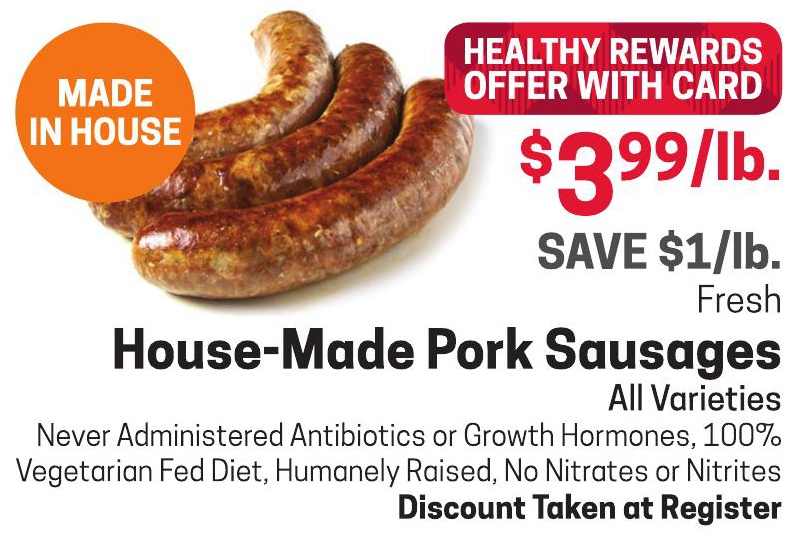 MADE
IN HOUSE
HEALTHY REWARDS
OFFER WITH CARD
$3.99/lb.
SAVE $1/lb.
Fresh
House-Made Pork Sausages
All Varieties
Never Administered Antibiotics or Growth Hormones, 100%
Vegetarian Fed Diet, Humanely Raised, No Nitrates or Nitrites
Discount Taken at Register